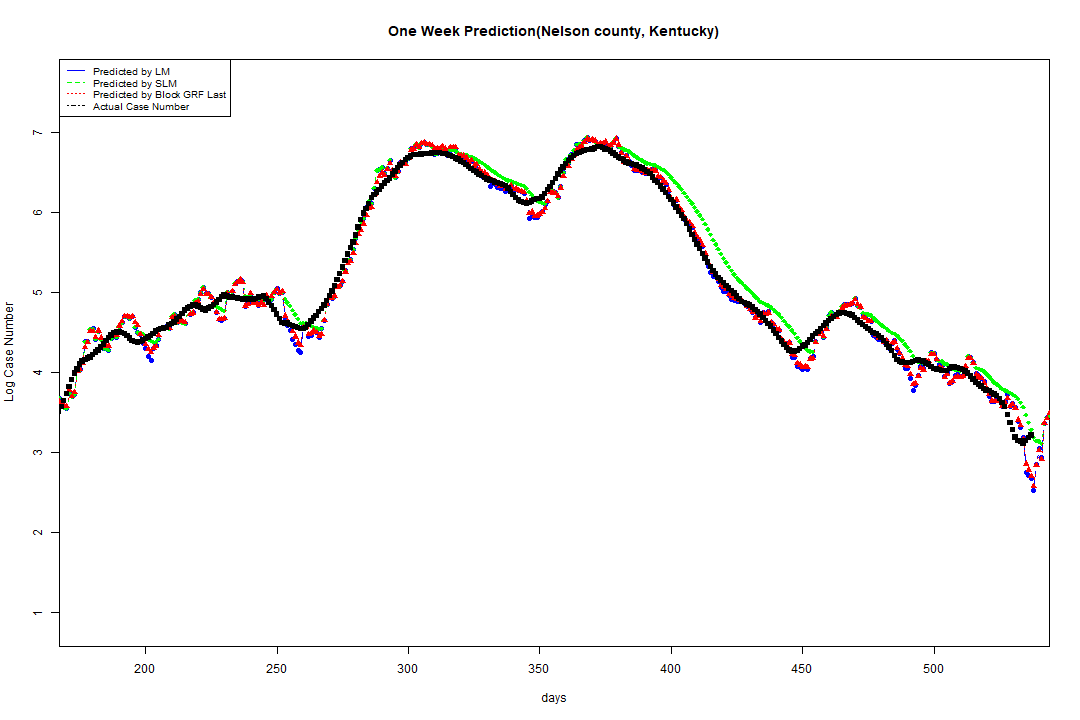 One Week Prediction(Nelson county, Kentucky)
Predicted by LM
Predicted by SLM
Predicted by Block GRF Last
Actual Case Number
7
6
5
4
3
2
1
Log Case Number
200 250 300 350 400 450 500
days